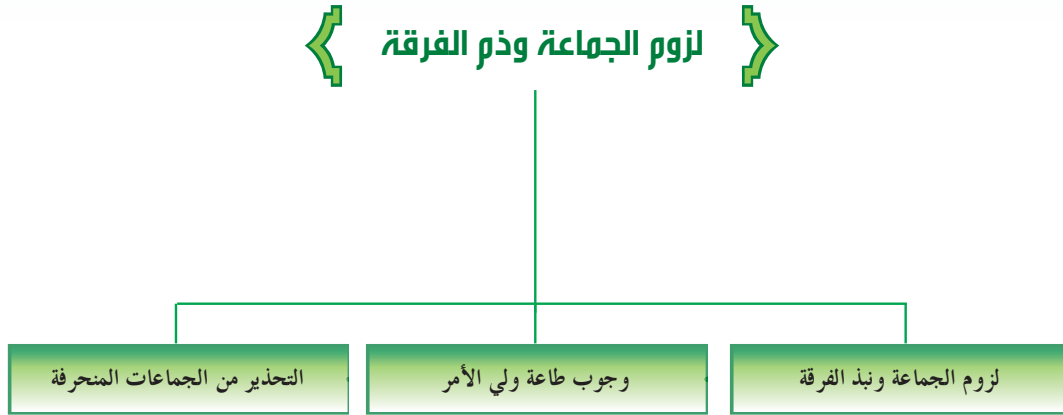 لزوم الجماعة وذم الفرقة
لزوم الجماعة ونبذ الفرقة
وجوب طاعة ولي الأمر
التحذير من الجماعات المنحرفة